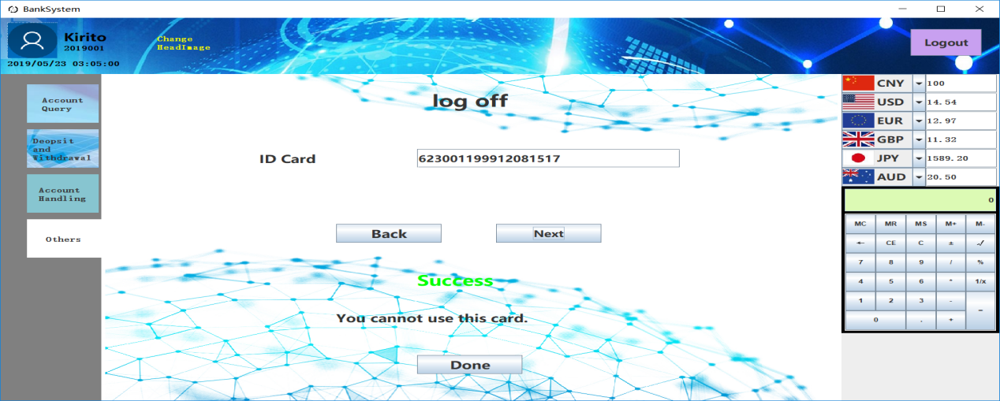 BankSystem
Kirito
2019001
2019/05/23 03:05:00
Change
HeadImage
Logout
Account
Query
Deopsit
and
Withdrawal
Account
Handling
Others
log off
ID Card
623001199912081517
Back
Next
Success
You cannot use this card.
Done
CNY 100
USD 14.54
EUR 12.97
GBP 11.32
JPY 1589.20
AUD 20.50
0
MC MR MS M+ M-
← CE C ± √
7 8 9 / %
4 5 6 * 1/x
1 2 3 - =
0 . +